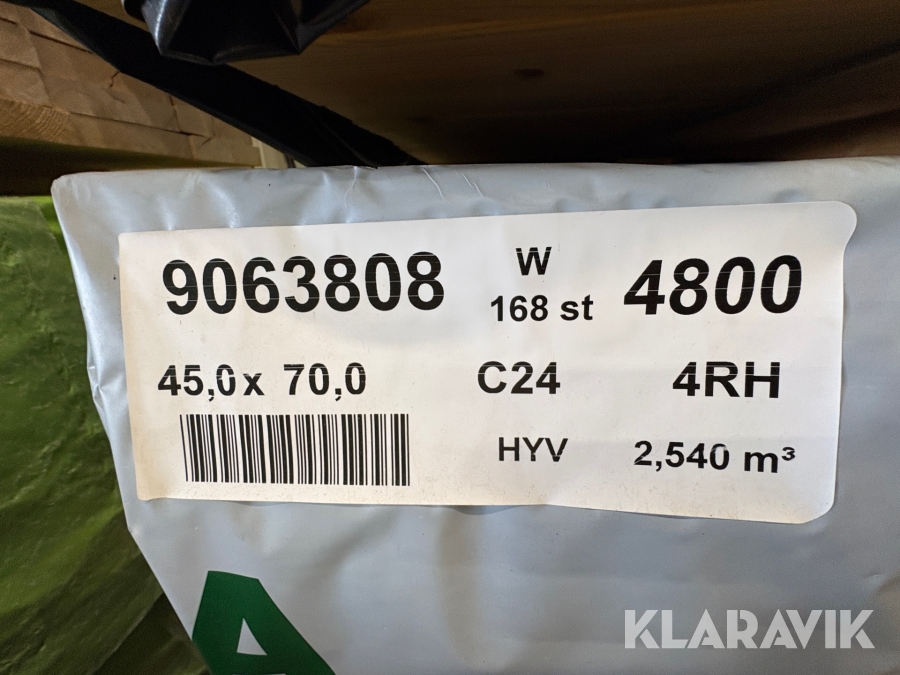 9063808 W 4800
168 st
45,0 x 70,0 C24 4RH
HYV 2,540 m³
A
KLARAVIK